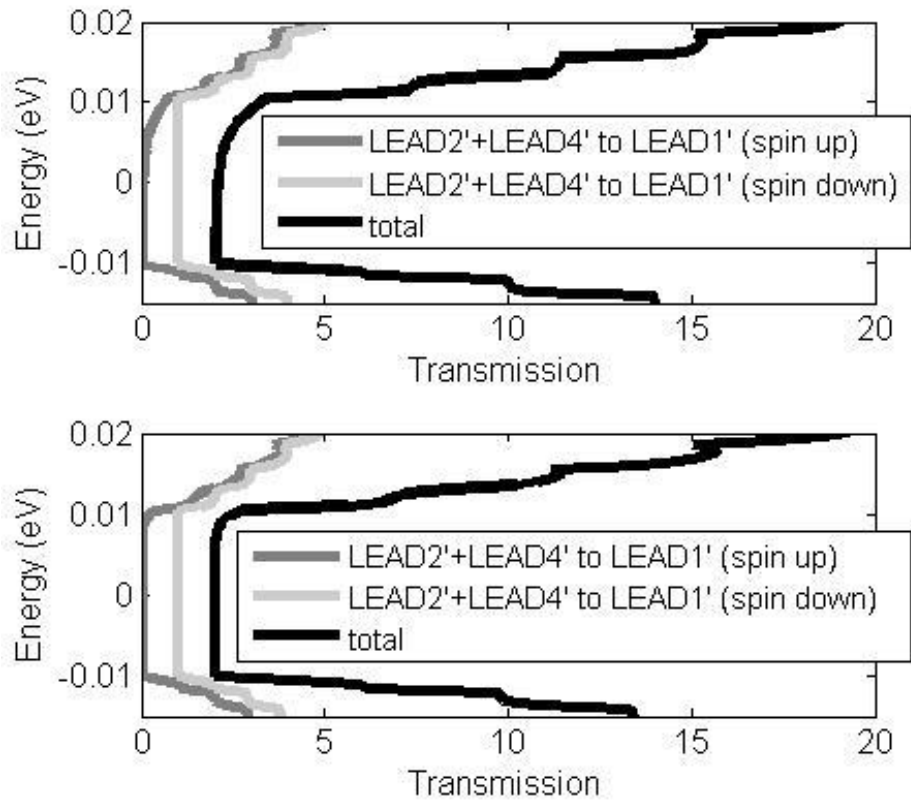 0.02
0.01
0
-0.01
Energy (eV)
LEAD2'+LEAD4' to LEAD1' (spin up)
LEAD2'+LEAD4' to LEAD1' (spin down)
total
0 5 10 15 20
Transmission
0.02
0.01
0
-0.01
Energy (eV)
LEAD2'+LEAD4' to LEAD1' (spin up)
LEAD2'+LEAD4' to LEAD1' (spin down)
total
0 5 10 15 20
Transmission